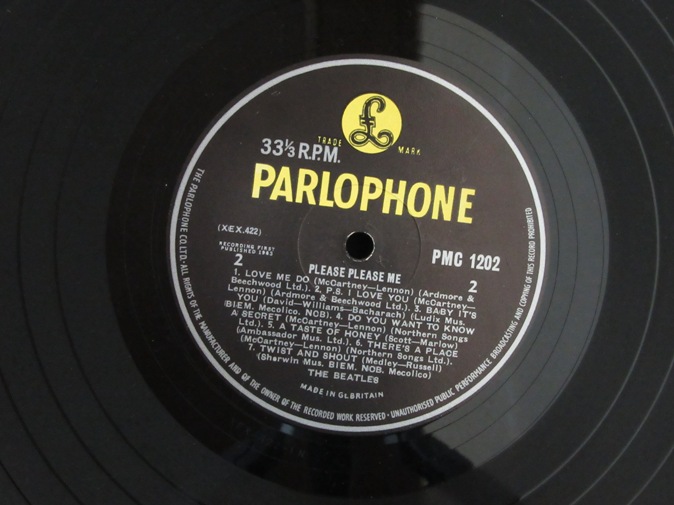 £
TRADE MARK
33⅓ R.P.M.
PARLOPHONE
(XEX.422)
RECORDING FIRST
PUBLISHED 1963
PMC 1202
2
PLEASE PLEASE ME
2
1. LOVE ME DO (McCartney—Lennon) (Ardmore &
Beechwood Ltd.) 2. P.S. I LOVE YOU (McCartney—
Lennon) (Ardmore & Beechwood Ltd.). 3. BABY IT'S
YOU (David—Williams—Bacharach) (Ludix Mus.
BIEM. Mecolico. NCB). 4. DO YOU WANT TO KNOW
A SECRET (McCartney—Lennon) (Northern Songs
Ltd.). 5. A TASTE OF HONEY (Scott—Marlow)
(Ambassador Mus. Ltd.). 6. THERE'S A PLACE
(McCartney—Lennon) (Northern Songs Ltd.).
7. TWIST AND SHOUT (Medley—Russell)
(Sherwin Mus. BIEM. NCB. Mecolico)
THE BEATLES
MADE IN GT. BRITAIN
THE PARLOPHONE CO. LTD.—ALL RIGHTS OF THE MANUFACTURER AND OF THE OWNER OF THE RECORDED WORK RESERVED · UNAUTHORISED PUBLIC PERFORMANCE BROADCASTING AND COPYING OF THIS RECORD PROHIBITED